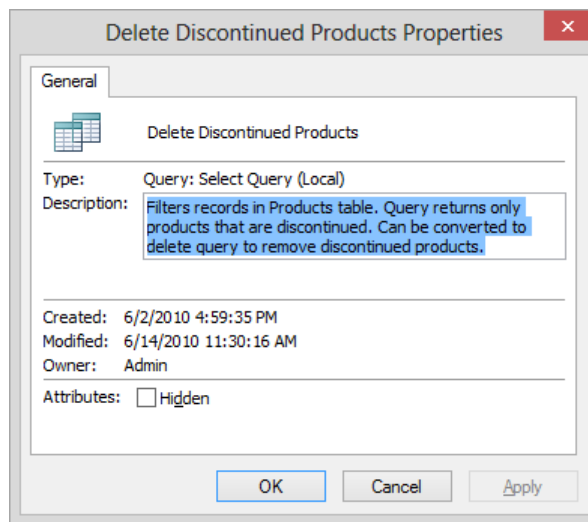 Delete Discontinued Products Properties
General
Delete Discontinued Products
Type: Query: Select Query (Local)
Description: Filters records in Products table. Query returns only
products that are discontinued. Can be converted to
delete query to remove discontinued products.
Created: 6/2/2010 4:59:35 PM
Modified: 6/14/2010 11:30:16 AM
Owner: Admin
Attributes: Hidden
OK Cancel Apply